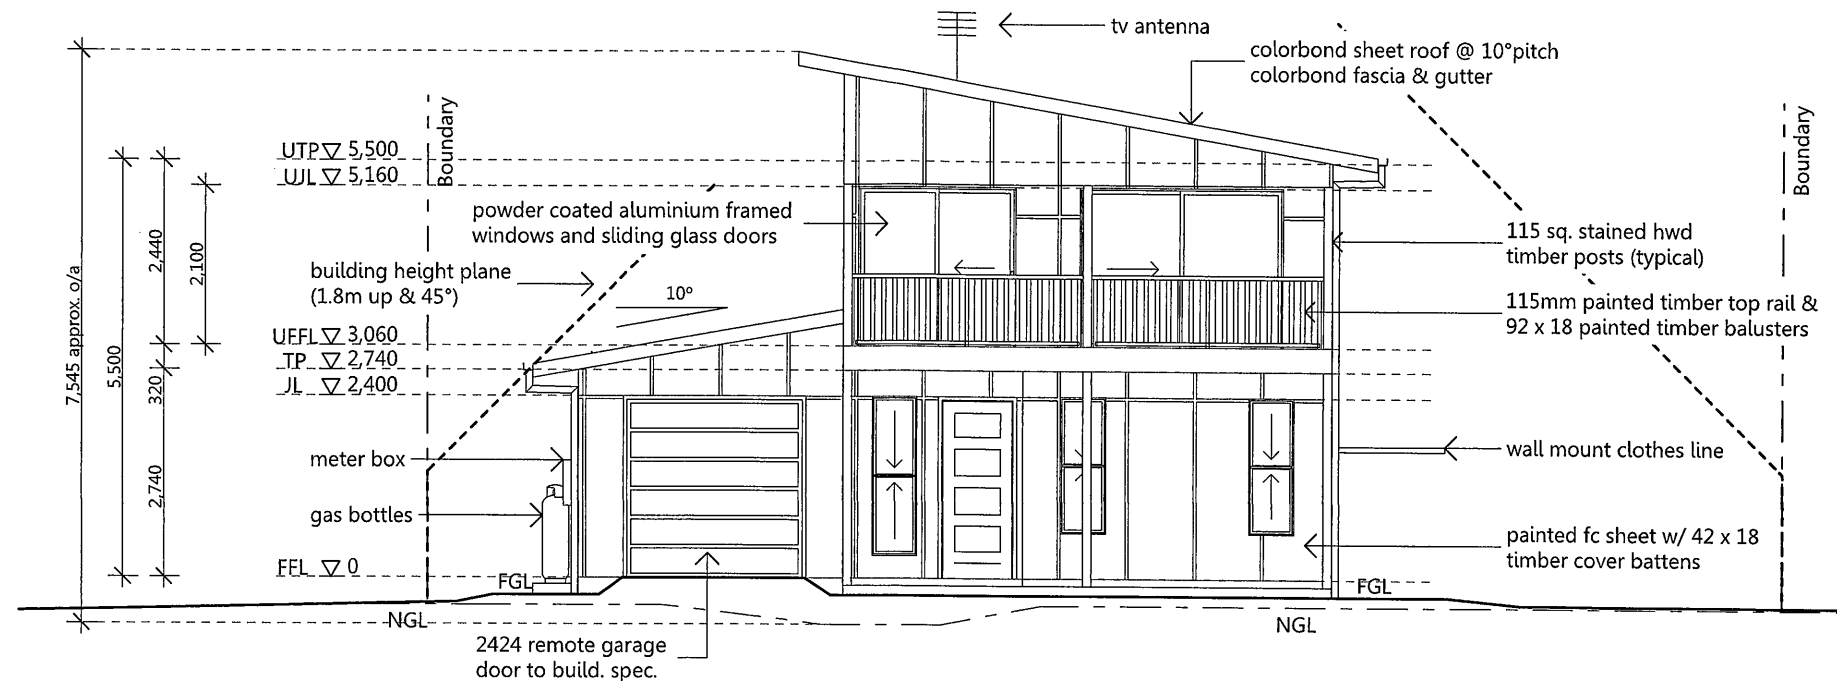 tv antenna
colorbond sheet roof @ 10°pitch
colorbond fascia & gutter
Boundary
Boundary
UTP 5,500
UJL 5,160
powder coated aluminium framed
windows and sliding glass doors
115 sq. stained hwd
timber posts (typical)
building height plane
(1.8m up & 45°)
10°
115mm painted timber top rail &
92 x 18 painted timber balusters
7,545 approx. o/a
5,500
2,440
2,100
320
2,740
UFFL 3,060
TP 2,740
JL 2,400
meter box
wall mount clothes line
gas bottles
painted fc sheet w/ 42 x 18
timber cover battens
FFL 0
FGL
FGL
NGL
NGL
2424 remote garage
door to build. spec.